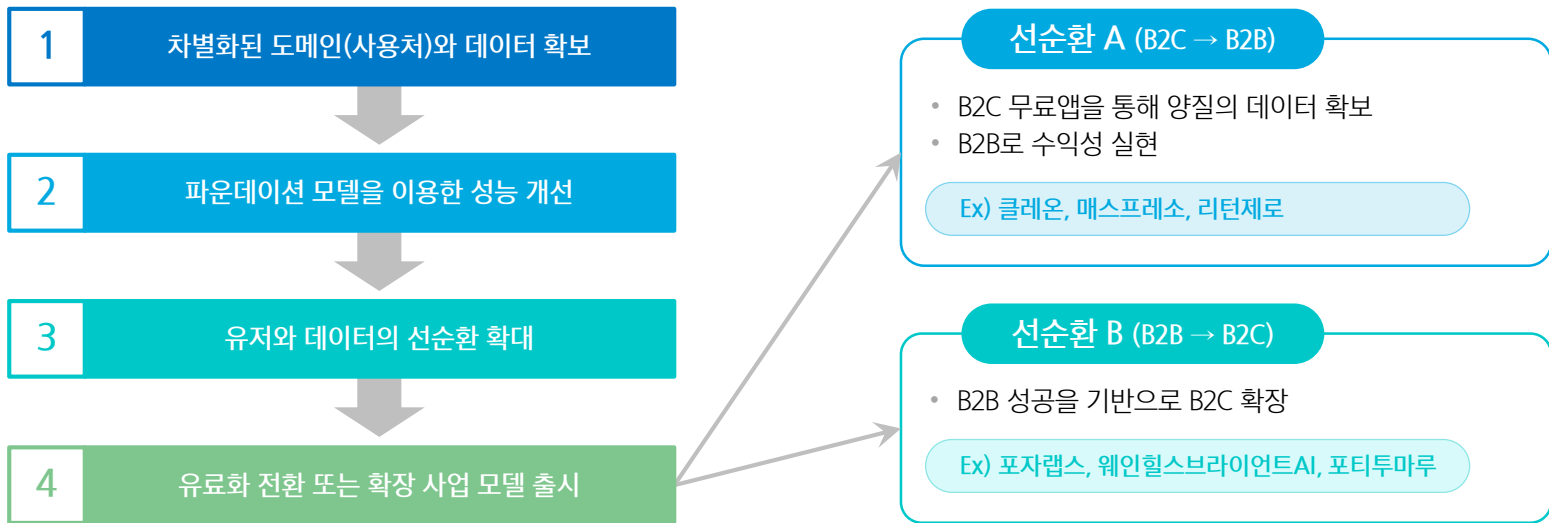 1
차별화된 도메인(사용처)와 데이터 확보
2
파운데이션 모델을 이용한 성능 개선
3
유저와 데이터의 선순환 확대
4
유료화 전환 또는 확장 사업 모델 출시
선순환 A (B2C → B2B)
• B2C 무료앱을 통해 양질의 데이터 확보
• B2B로 수익성 실현
Ex) 클레온, 매스프레소, 리턴제로
선순환 B (B2B → B2C)
• B2B 성공을 기반으로 B2C 확장
Ex) 포자랩스, 웨인힐스브라이언트AI, 포티투마루